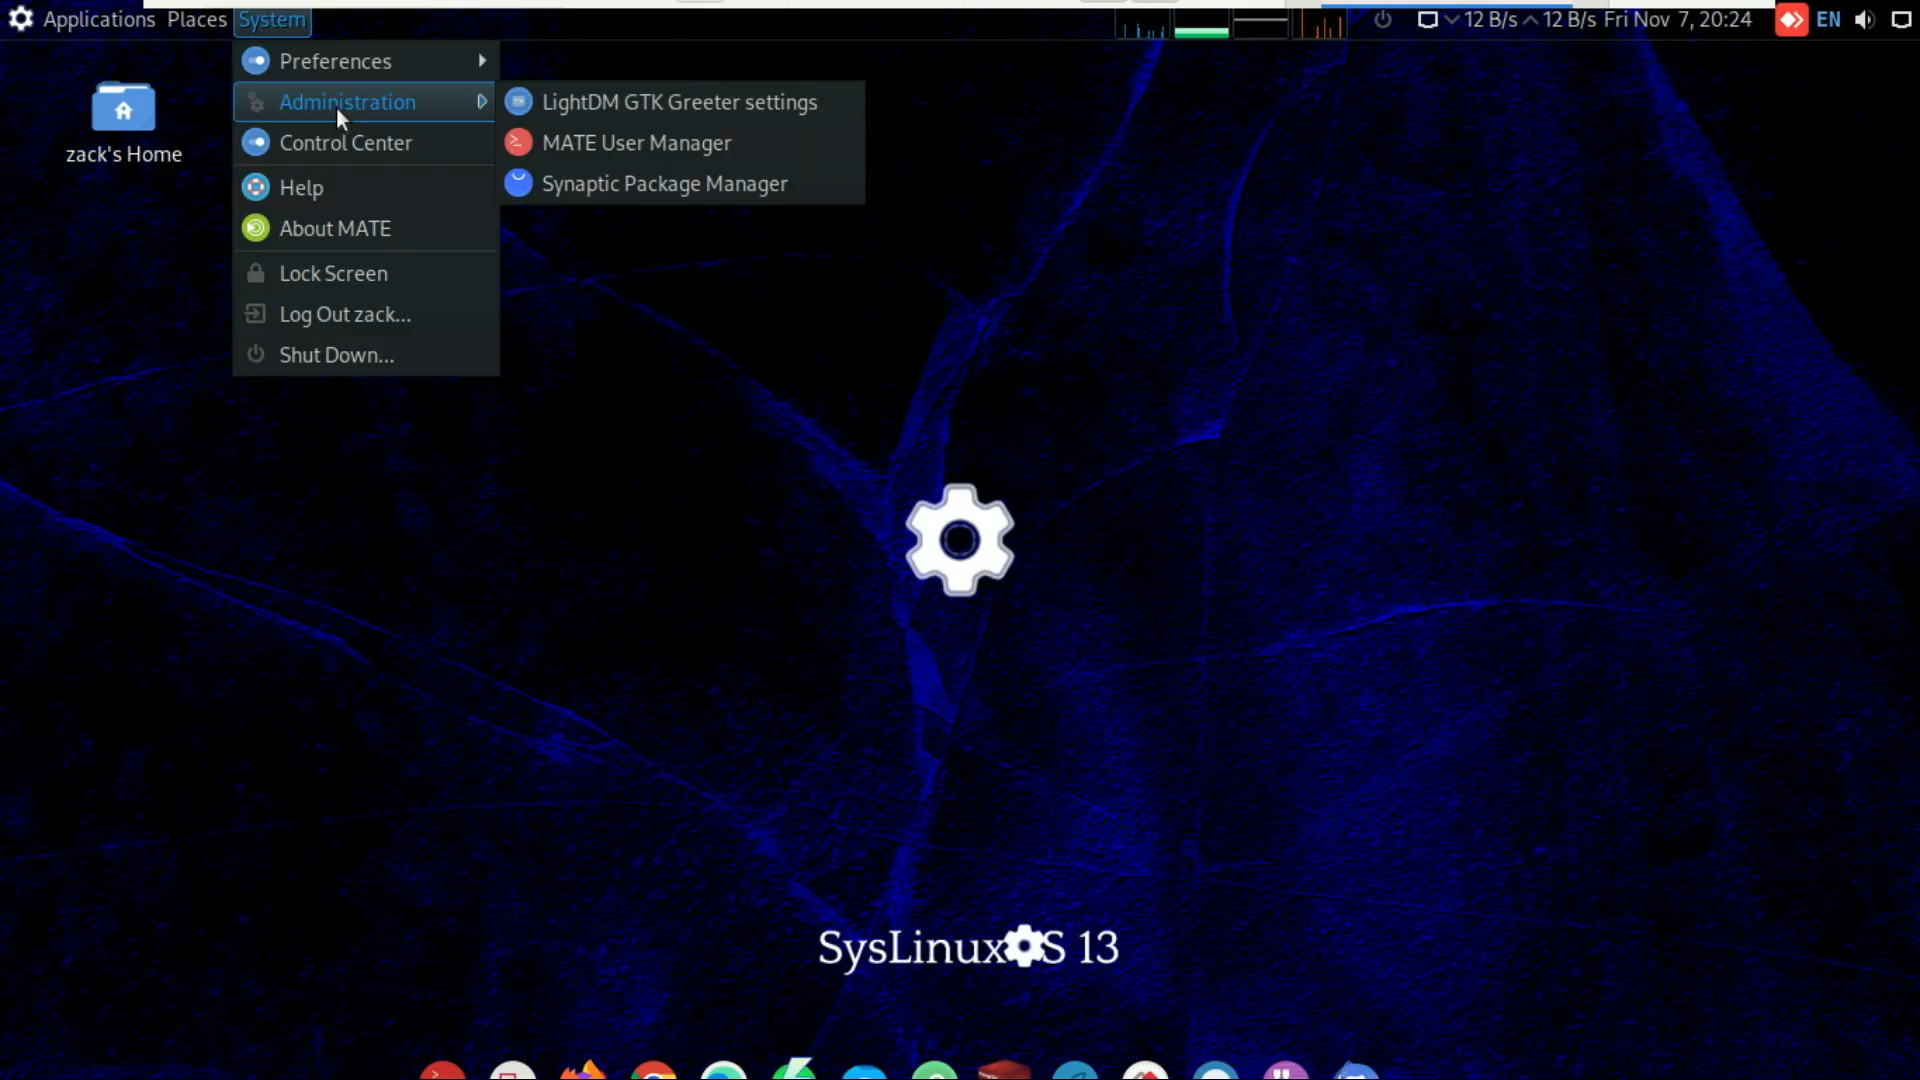 Applications Places System
12 B/s 12 B/s Fri Nov 7, 20:24 EN
zack's Home
Preferences
Administration
Control Center
Help
About MATE
Lock Screen
Log Out zack...
Shut Down...
LightDM GTK Greeter settings
MATE User Manager
Synaptic Package Manager
SysLinuxOS 13